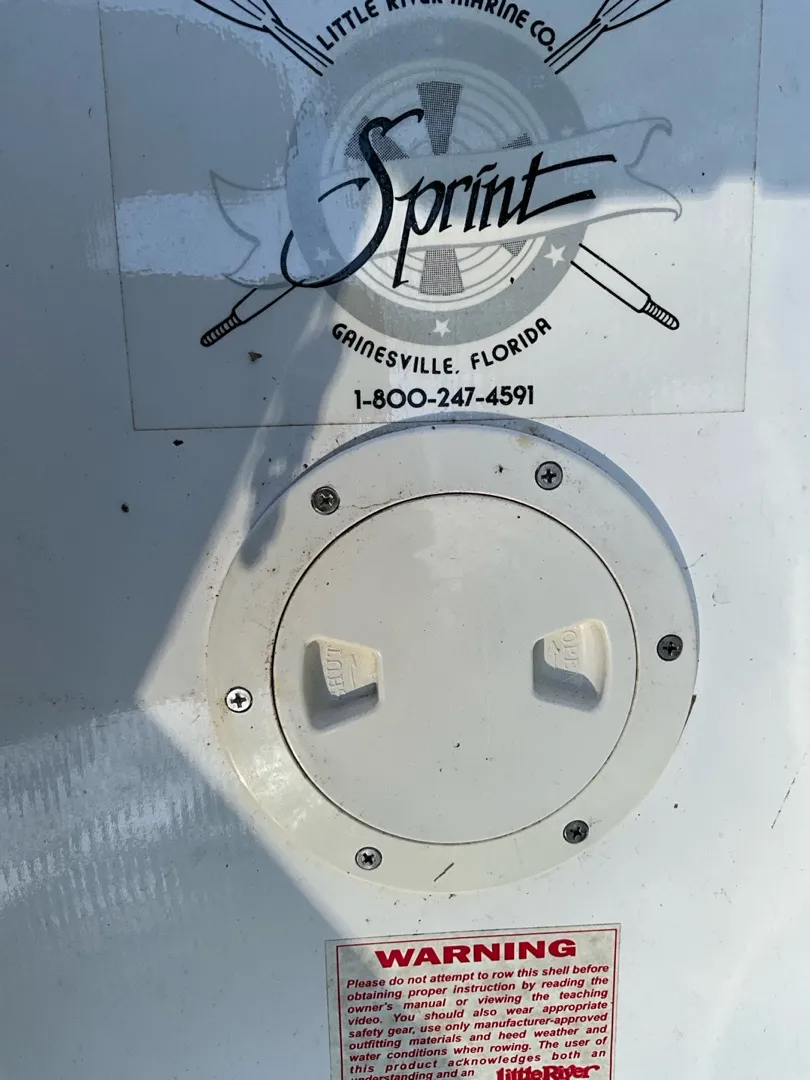 LITTLE RIVER MARINE CO.
Sprint
GAINESVILLE, FLORIDA
1-800-247-4591
SHUT
OPEN
WARNING
Please do not attempt to row this shell before
obtaining proper instruction by reading the
owner's manual or viewing the teaching
video. You should also wear appropriate
safety gear, use only manufacturer-approved
outfitting materials and heed weather and
water conditions when rowing. The user of
this product acknowledges both an
understanding and an
Little River